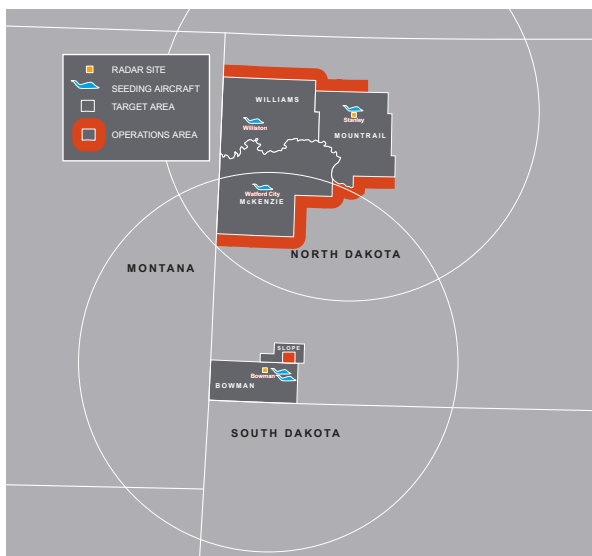 RADAR SITE
SEEDING AIRCRAFT
TARGET AREA
OPERATIONS AREA
WILLIAMS
Williston
Stanley
MOUNTRAIL
Watford City
McKENZIE
NORTH DAKOTA
MONTANA
SLOPE
Bowman
BOWMAN
SOUTH DAKOTA